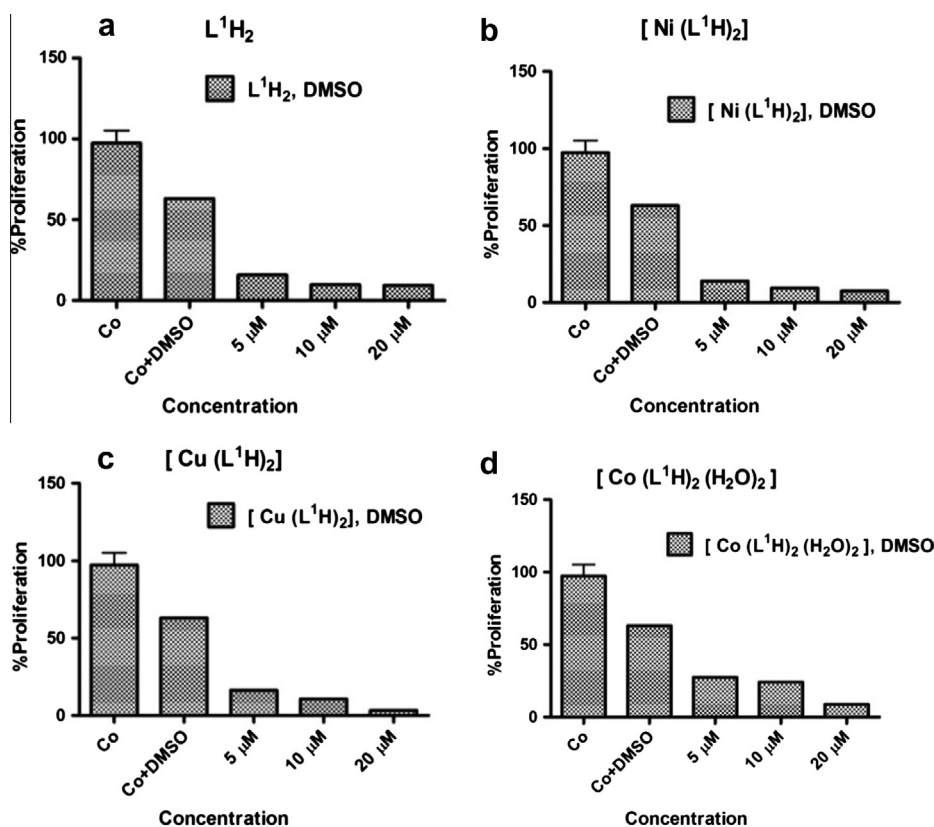 a
L¹H₂
150
100
50
0
%Proliferation
L¹H₂, DMSO
Co
Co+DMSO
5 µM
10 µM
20 µM
Concentration
b
[ Ni (L¹H)₂]
150
100
50
0
%Proliferation
[ Ni (L¹H)₂], DMSO
Co
Co+DMSO
5 µM
10 µM
20 µM
Concentration
c
[ Cu (L¹H)₂]
150
100
50
0
%Proliferation
[ Cu (L¹H)₂], DMSO
Co
Co+DMSO
5 µM
10 µM
20 µM
Concentration
d
[ Co (L¹H)₂ (H₂O)₂ ]
150
100
50
0
%Proliferation
[ Co (L¹H)₂ (H₂O)₂ ], DMSO
Co
Co+DMSO
5 µM
10 µM
20 µM
Concentration